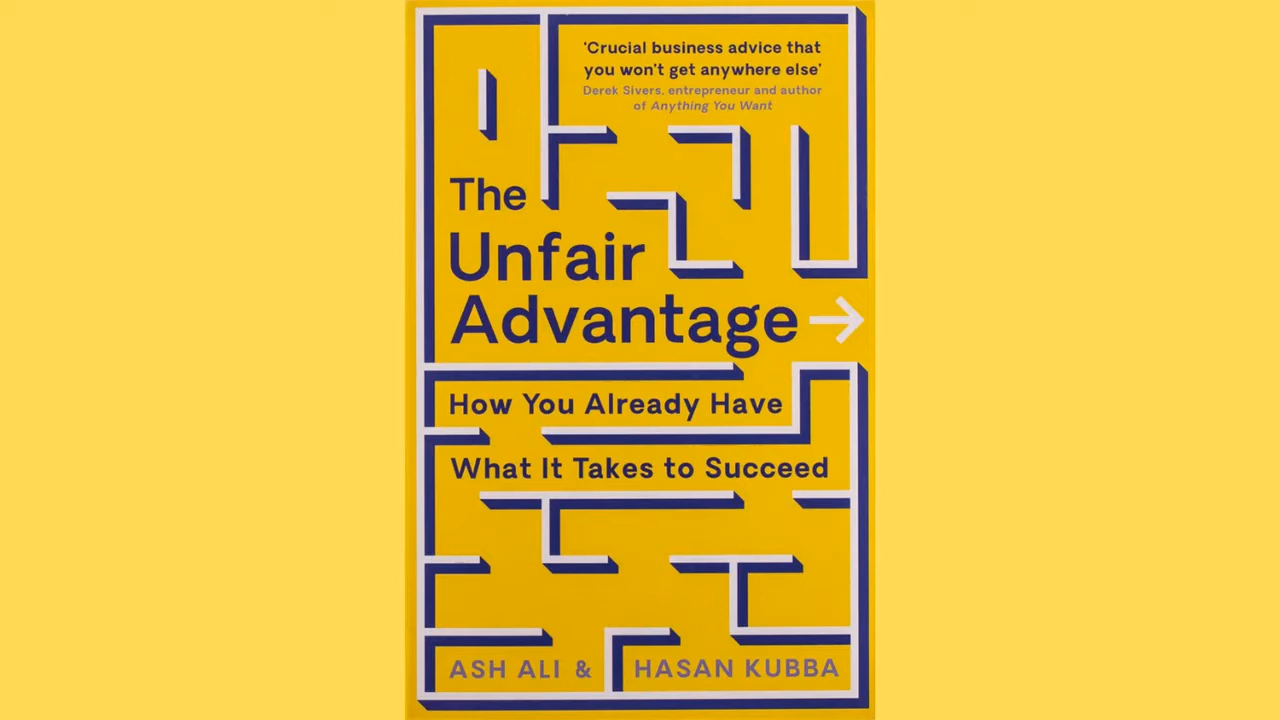 'Crucial business advice that
you won't get anywhere else'
Derek Sivers, entrepreneur and author
of Anything You Want
The
Unfair
Advantage →
How You Already Have
What It Takes to Succeed
ASH ALI & HASAN KUBBA